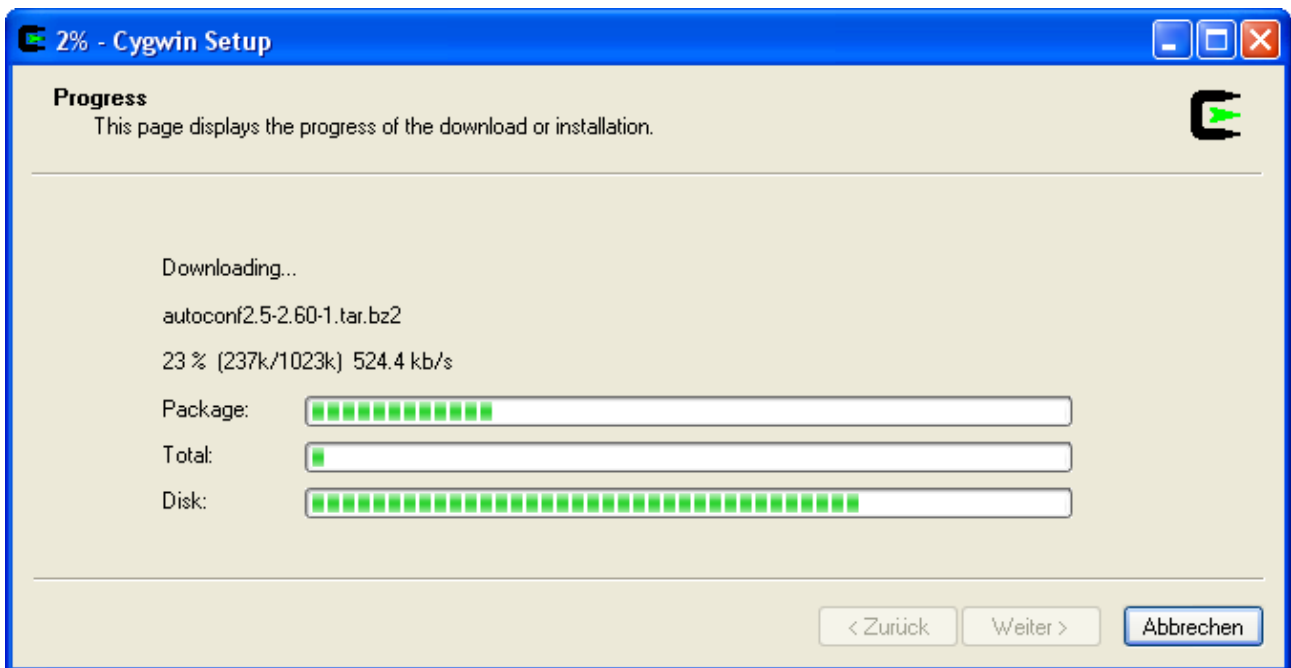 2% - Cygwin Setup
Progress
This page displays the progress of the download or installation.
Downloading...
autoconf2.5-2.60-1.tar.bz2
23 % (237k/1023k) 524.4 kb/s
Package:
Total:
Disk:
< Zurück Weiter > Abbrechen